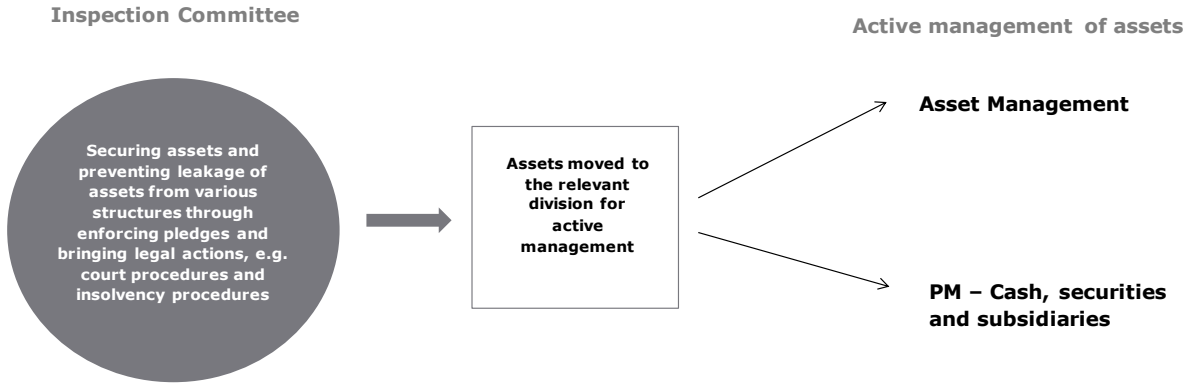 Inspection Committee
Active management of assets
Securing assets and
preventing leakage of
assets from various
structures through
enforcing pledges and
bringing legal actions, e.g.
court procedures and
insolvency procedures
Assets moved to
the relevant
division for
active
management
Asset Management
PM – Cash, securities
and subsidiaries